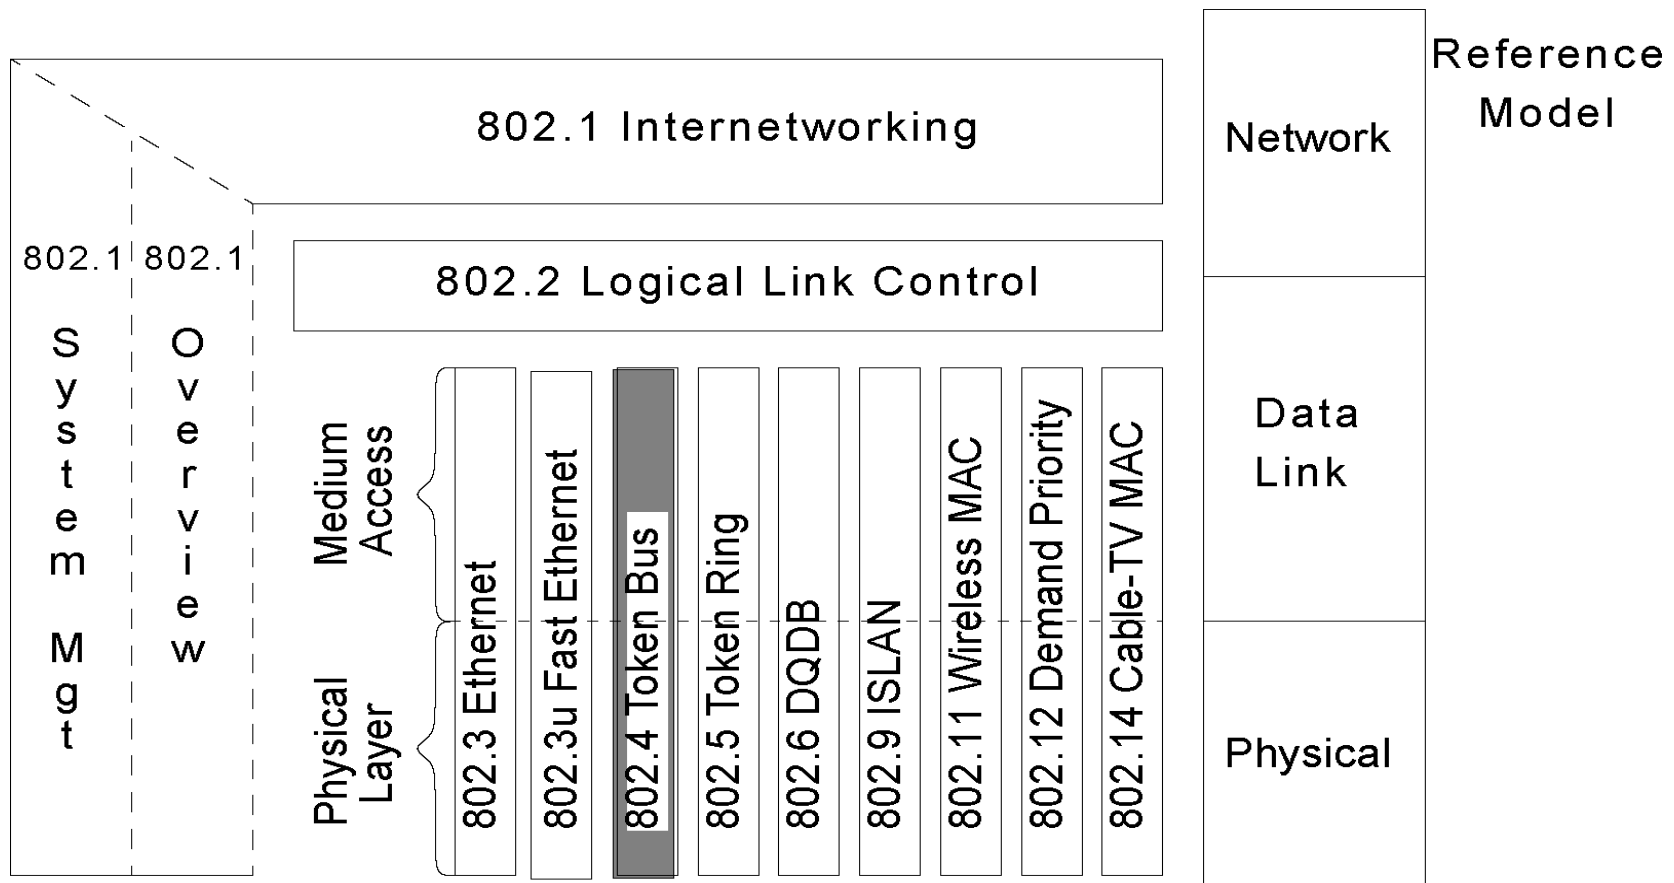 Reference
Model
802.1 Internetworking
Network
802.1
802.1
802.2 Logical Link Control
System Mgt
Overview
Medium
Access
Data
Link
Physical
Layer
802.3 Ethernet
802.3u Fast Ethernet
802.4 Token Bus
802.5 Token Ring
802.6 DQDB
802.9 ISLAN
802.11 Wireless MAC
802.12 Demand Priority
802.14 Cable-TV MAC
Physical